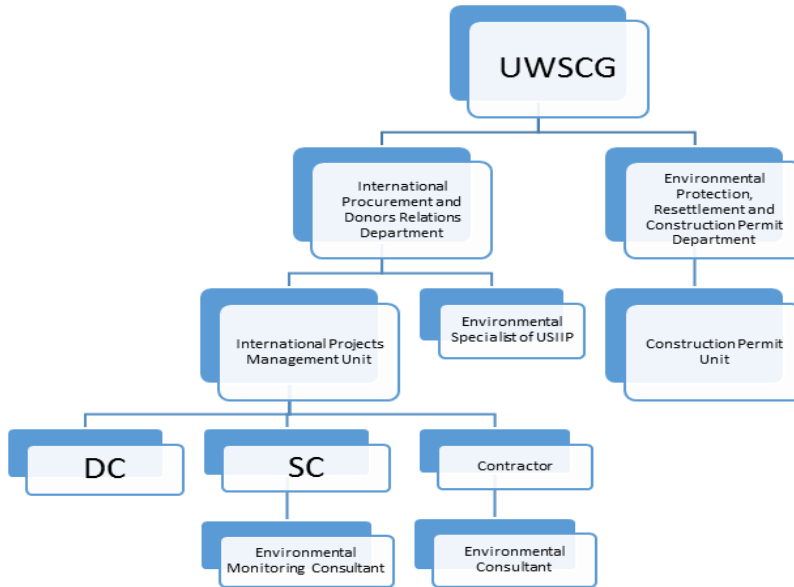 UWSCG
International
Procurement and
Donors Relations
Department
Environmental
Protection,
Resettlement and
Construction Permit
Department
International Projects
Management Unit
Environmental
Specialist of USIIP
Construction Permit
Unit
DC
SC
Contractor
Environmental
Monitoring Consultant
Environmental
Consultant